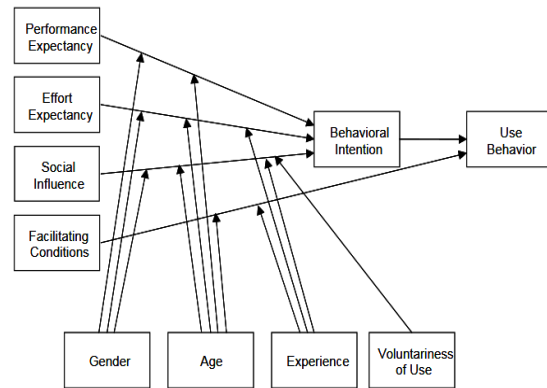 Performance
Expectancy
Effort
Expectancy
Social
Influence
Facilitating
Conditions
Behavioral
Intention
Use
Behavior
Gender
Age
Experience
Voluntariness
of Use